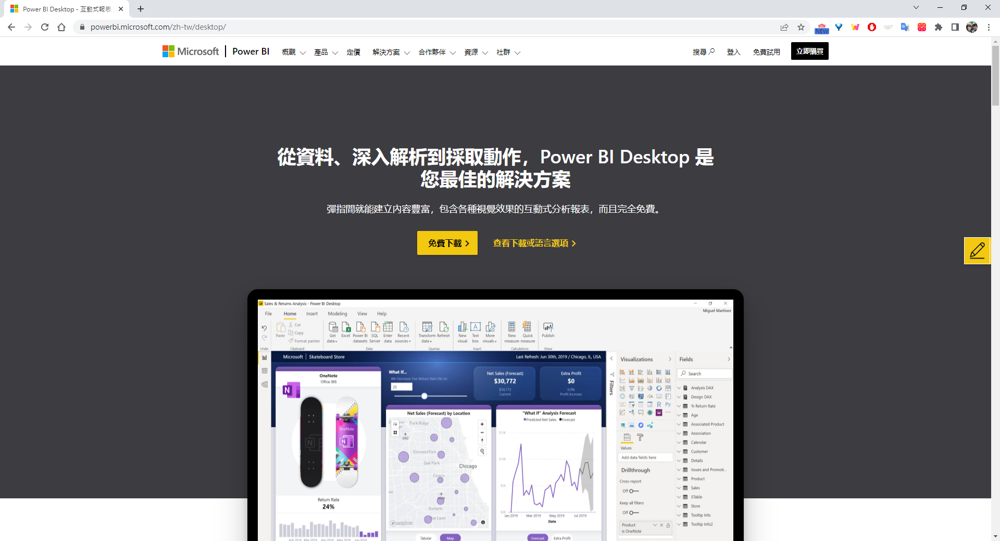 Power BI Desktop - 互動式報表
powerbi.microsoft.com/zh-tw/desktop/
NEW
Microsoft
Power BI 概觀 產品 定價 解決方案 合作夥伴 資源 社群
搜尋 登入 免費試用 立即購買
從資料、深入解析到採取動作，Power BI Desktop 是
您最佳的解決方案
彈指間就能建立內容豐富，包含各種視覺效果的互動式分析報表，而且完全免費。
免費下載
查看下載或語言選項
Sales & Returns Analysis - Power BI Desktop
Miguel Martinez
File Home Insert Modeling View Help
Undo
Paste
Cut
Copy
Format painter
Clipboard
Get data
Excel
Power BI datasets
SQL Server
Enter data
Recent sources
Data
Transform data
Refresh
Queries
New visual
Text box
More visuals
Insert
New measure
Quick measure
Calculations
Publish
Share
Microsoft | Skateboard Store
Last Refresh: Jun 30th, 2019 / Chicago, IL, USA
OneNote
Office 365
OneNote
Return Rate
24%
Feb 2019 Mar 2019 Apr 2019 May 2019 Jun 2019
What If...
We Decrease Our Return Rate (%) to:
25
Net Sales (Forecast)
$30,772
$30,772
Current
Extra Profit
$0
0.0%
Profit Increase
Net Sales (Forecast) by Location
Park Ridge
ORD
Elmwood Park
Oak Park
Chicago
Cicero
MDW
Burbank
Oak Lawn
mapbox
Tabular Map
"What If" Analysis Forecast
Predicted Net Sales Forecast
$15K
$10K
$5K
$0K
Jan 2019 Mar 2019 May 2019 Jul 2019
Date
Forecast Extra Profit
Filters
Visualizations
R Py
Values
Add data fields here
Drillthrough
Cross-report
Off
Keep all filters
Off
Product
is OneNote
Fields
Search
Analysis DAX
Design DAX
% Return Rate
Age
Associated Product
Association
Calendar
Customer
Details
Issues and Promoti...
Product
Sales
STable
Store
Tooltip Info
Tooltip Info2